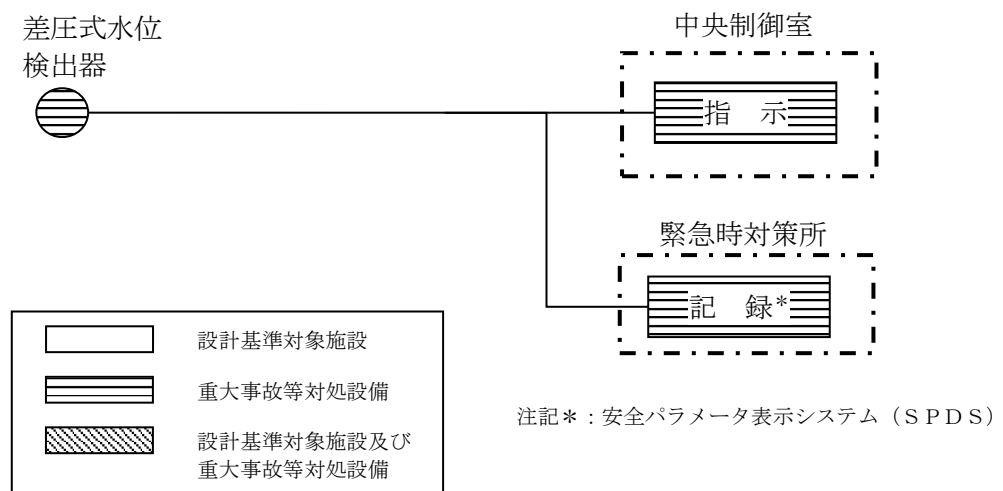 差圧式水位
検出器
中央制御室
指　示
緊急時対策所
記　録*
設計基準対象施設
重大事故等対処設備
設計基準対象施設及び
重大事故等対処設備
注記＊：安全パラメータ表示システム（ＳＰＤＳ）